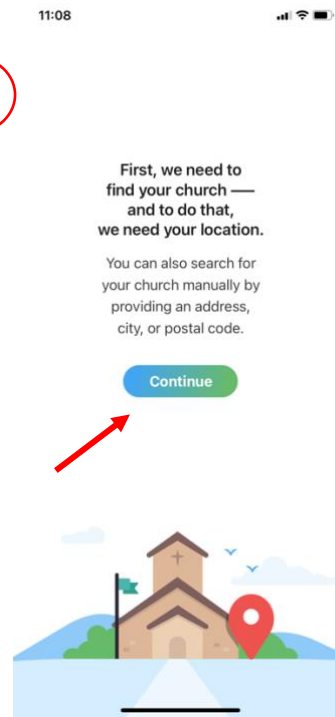 11:08
First, we need to
find your church —
and to do that,
we need your location.
You can also search for
your church manually by
providing an address,
city, or postal code.
Continue